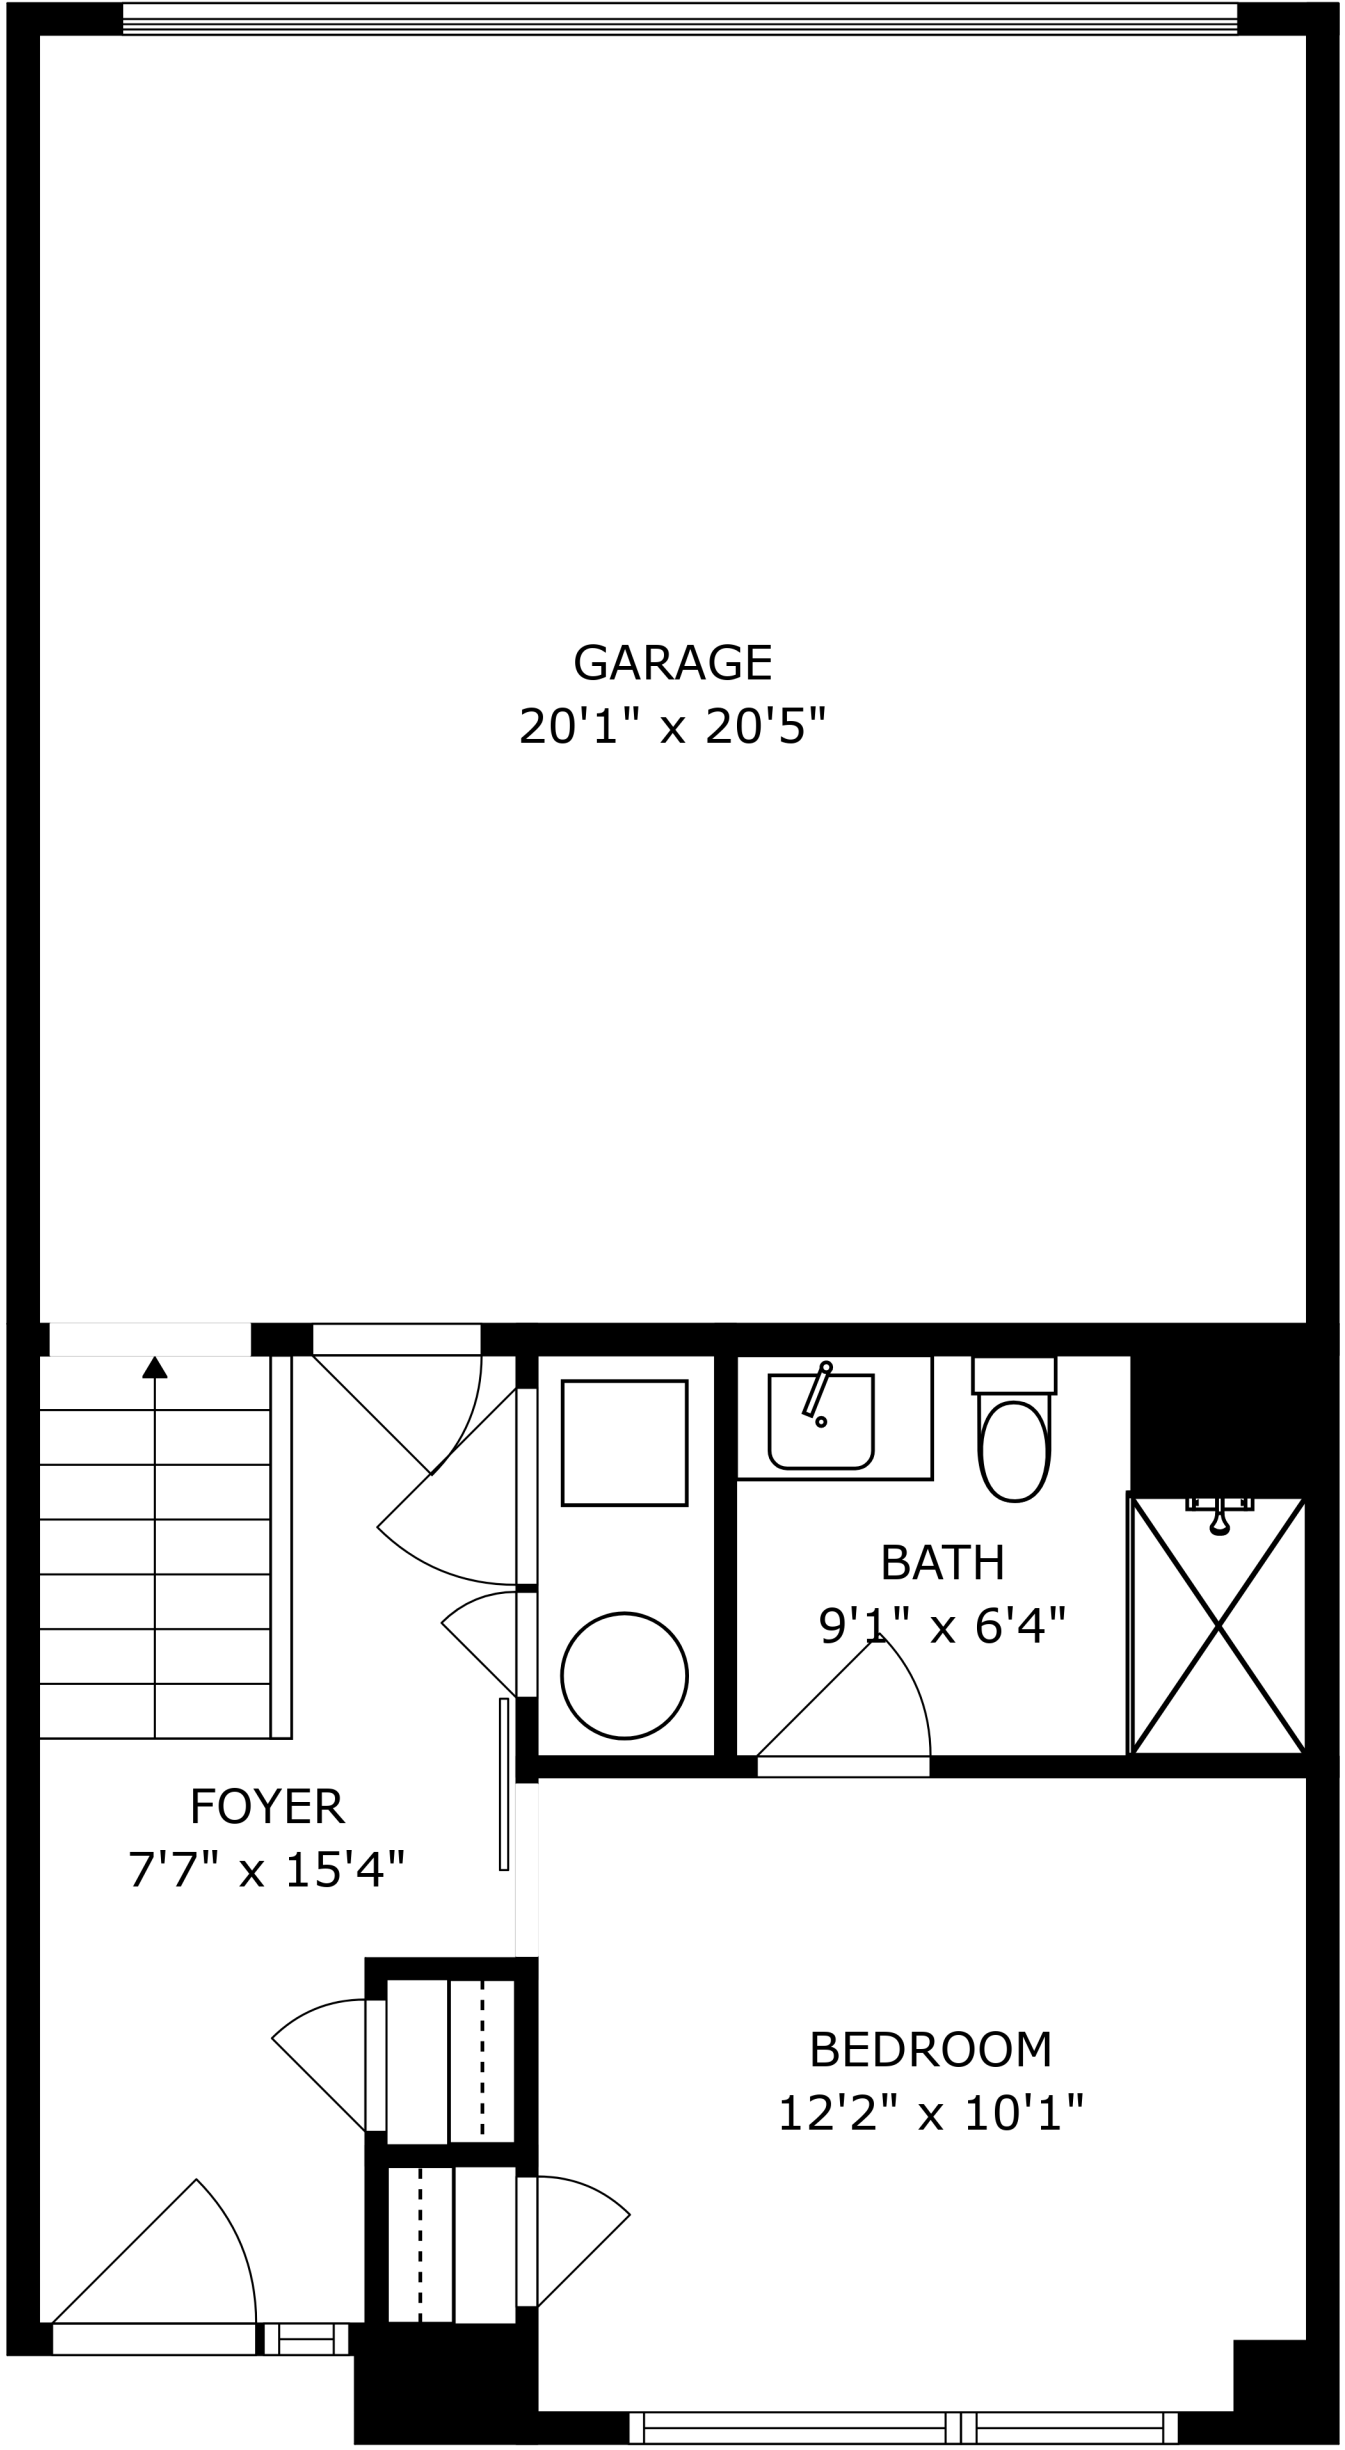 GARAGE
20'1" x 20'5"
BATH
9'1" x 6'4"
FOYER
7'7" x 15'4"
BEDROOM
12'2" x 10'1"